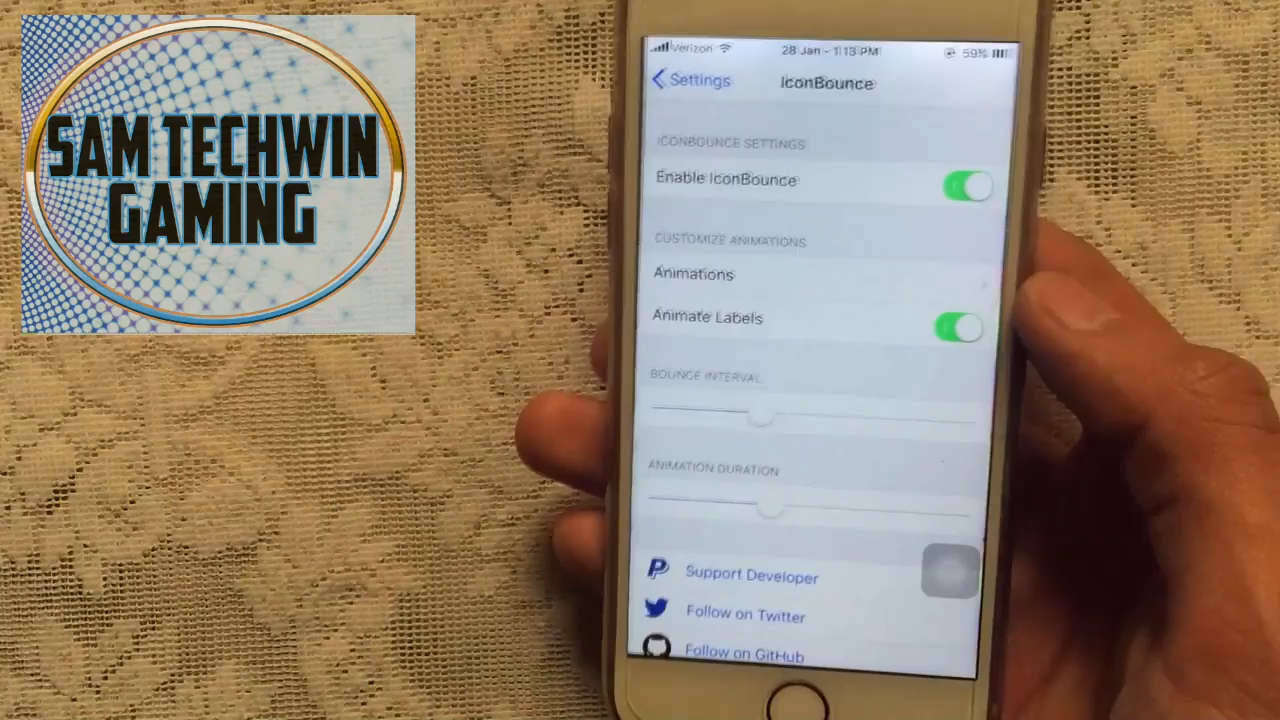 SAM TECHWIN
GAMING
Verizon
28 Jan - 1:13 PM
59%
Settings
IconBounce
ICONBOUNCE SETTINGS
Enable IconBounce
CUSTOMIZE ANIMATIONS
Animations
Animate Labels
BOUNCE INTERVAL
ANIMATION DURATION
Support Developer
Follow on Twitter
Follow on GitHub